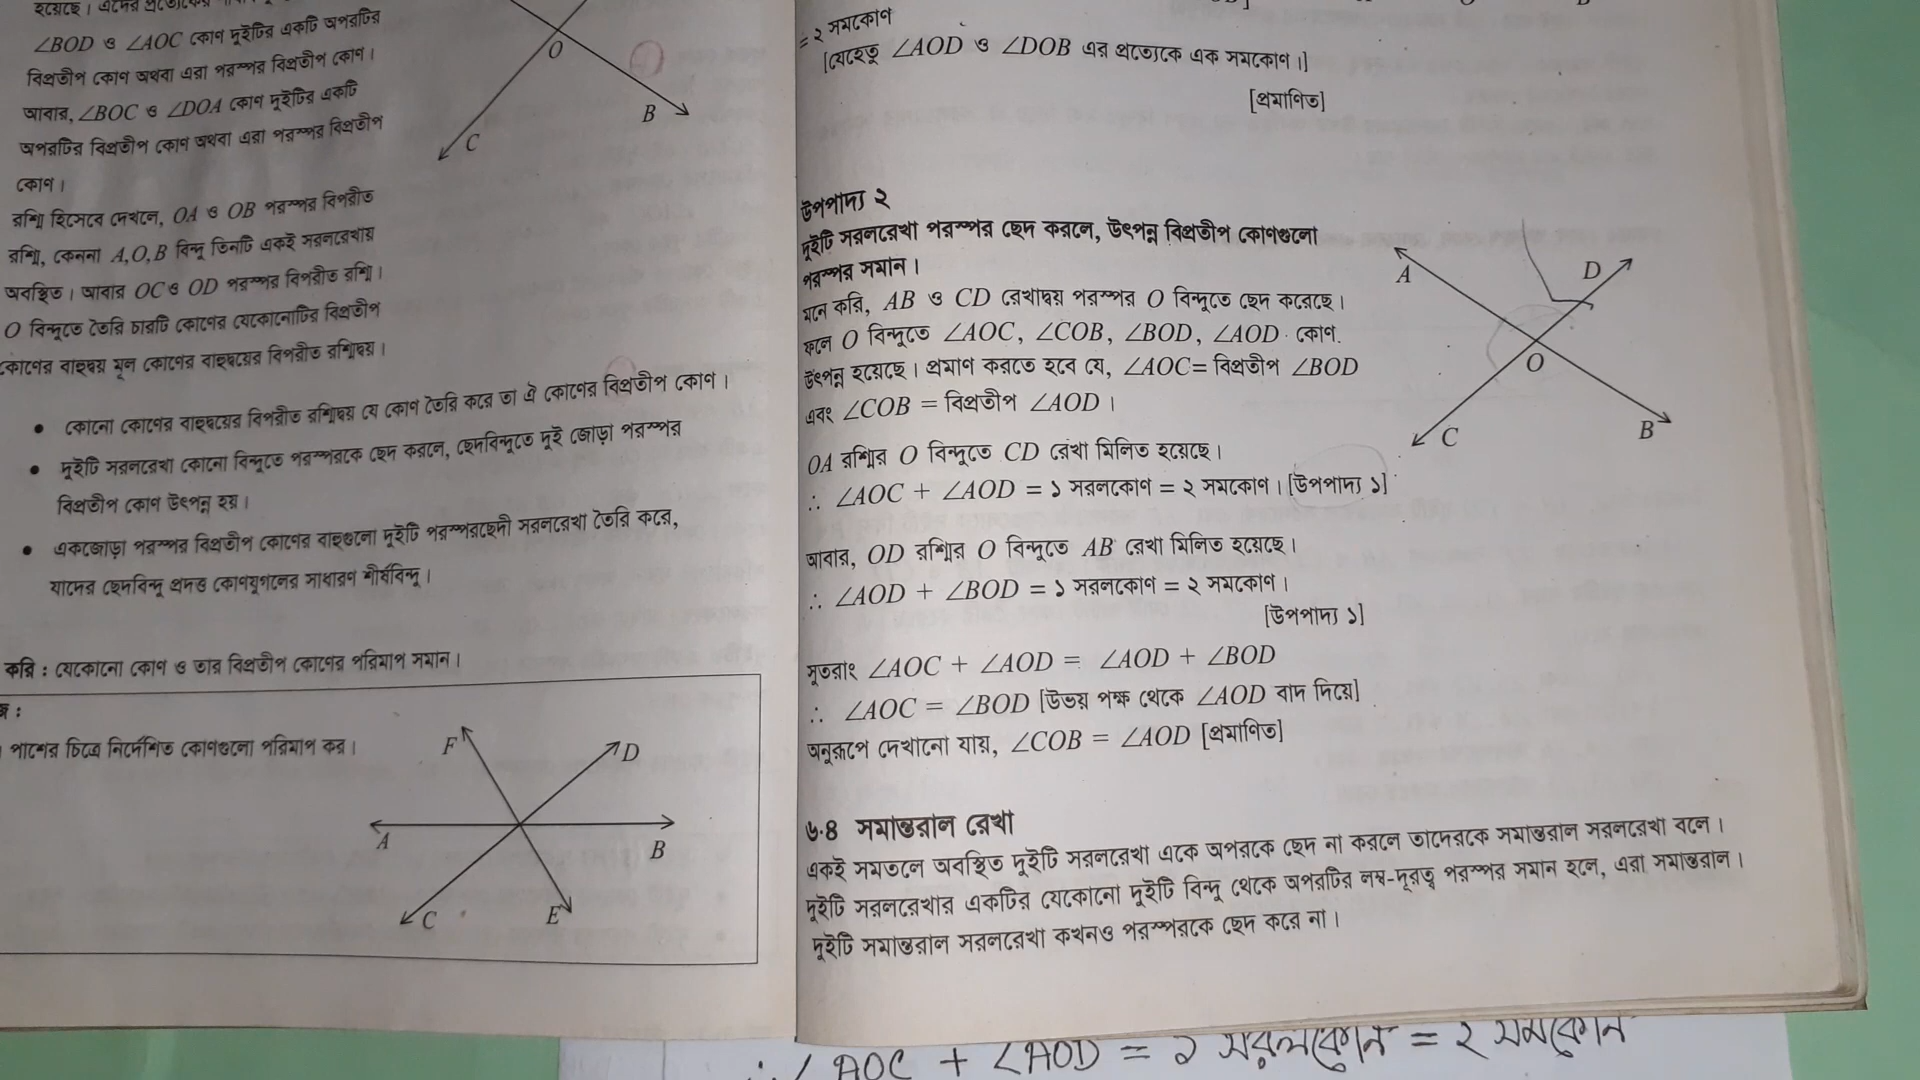 ∠BOD ও ∠AOC কোণ দুইটির একটি অপরটির
বিপ্রতীপ কোণ অথবা এরা পরস্পর বিপ্রতীপ কোণ।
আবার, ∠BOC ও ∠DOA কোণ দুইটির একটি
অপরটির বিপ্রতীপ কোণ অথবা এরা পরস্পর বিপ্রতীপ
কোণ।
রশ্মি হিসেবে দেখলে, OA ও OB পরস্পর বিপরীত
রশ্মি, কেননা A,O,B বিন্দু তিনটি একই সরলরেখায়
অবস্থিত। আবার OC ও OD পরস্পর বিপরীত রশ্মি।
O বিন্দুতে তৈরি চারটি কোণের যেকোনোটির বিপ্রতীপ
কোণের বাহুদ্বয় মূল কোণের বাহুদ্বয়ের বিপরীত রশ্মিদ্বয়।
O
B
C
• কোনো কোণের বাহুদ্বয়ের বিপরীত রশ্মিদ্বয় যে কোণ তৈরি করে তা ঐ কোণের বিপ্রতীপ কোণ।
• দুইটি সরলরেখা কোনো বিন্দুতে পরস্পরকে ছেদ করলে, ছেদবিন্দুতে দুই জোড়া পরস্পর
বিপ্রতীপ কোণ উৎপন্ন হয়।
• একজোড়া পরস্পর বিপ্রতীপ কোণের বাহুগুলো দুইটি পরস্পরছেদী সরলরেখা তৈরি করে,
যাদের ছেদবিন্দু প্রদত্ত কোণযুগলের সাধারণ শীর্ষবিন্দু।
করি : যেকোনো কোণ ও তার বিপ্রতীপ কোণের পরিমাপ সমান।
পাশের চিত্রে নির্দেশিত কোণগুলো পরিমাপ কর।
F
D
A
B
C
E
= ২ সমকোণ
[যেহেতু ∠AOD ও ∠DOB এর প্রত্যেকে এক সমকোণ।]
[প্রমাণিত]
উপপাদ্য ২
দুইটি সরলরেখা পরস্পর ছেদ করলে, উৎপন্ন বিপ্রতীপ কোণগুলো
পরস্পর সমান।
মনে করি, AB ও CD রেখাদ্বয় পরস্পর O বিন্দুতে ছেদ করেছে।
ফলে O বিন্দুতে ∠AOC, ∠COB, ∠BOD, ∠AOD কোণ
উৎপন্ন হয়েছে। প্রমাণ করতে হবে যে, ∠AOC= বিপ্রতীপ ∠BOD
এবং ∠COB = বিপ্রতীপ ∠AOD।
A
D
O
C
B
OA রশ্মির O বিন্দুতে CD রেখা মিলিত হয়েছে।
∴ ∠AOC + ∠AOD = ১ সরলকোণ = ২ সমকোণ। [উপপাদ্য ১]
আবার, OD রশ্মির O বিন্দুতে AB রেখা মিলিত হয়েছে।
∴ ∠AOD + ∠BOD = ১ সরলকোণ = ২ সমকোণ।
[উপপাদ্য ১]
সুতরাং ∠AOC + ∠AOD = ∠AOD + ∠BOD
∴ ∠AOC = ∠BOD [উভয় পক্ষ থেকে ∠AOD বাদ দিয়ে]
অনুরূপে দেখানো যায়, ∠COB = ∠AOD [প্রমাণিত]
৬.৪ সমান্তরাল রেখা
একই সমতলে অবস্থিত দুইটি সরলরেখা একে অপরকে ছেদ না করলে তাদেরকে সমান্তরাল সরলরেখা বলে।
দুইটি সরলরেখার একটির যেকোনো দুইটি বিন্দু থেকে অপরটির লম্ব-দূরত্ব পরস্পর সমান হলে, এরা সমান্তরাল।
দুইটি সমান্তরাল সরলরেখা কখনও পরস্পরকে ছেদ করে না।
∴ ∠AOC + ∠AOD = ১ সরলকোন = ২ সমকোন